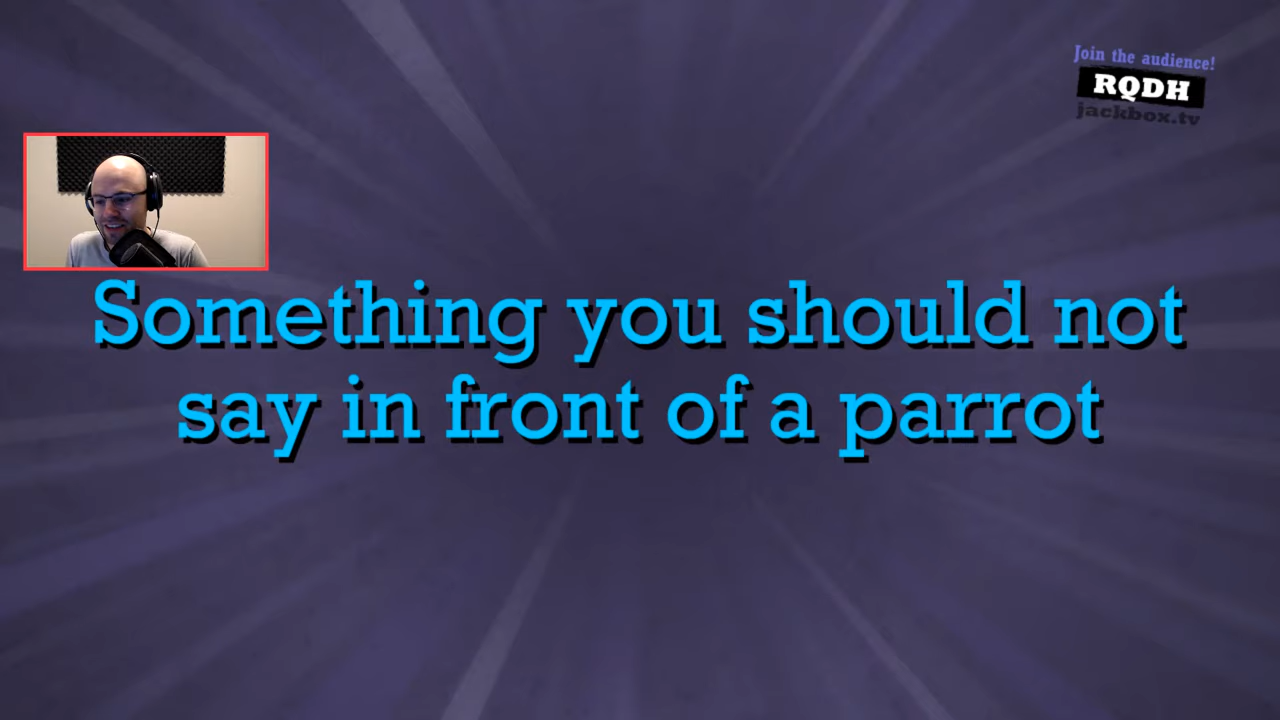 Join the audience!
RQDH
jackbox.tv
Something you should not
say in front of a parrot